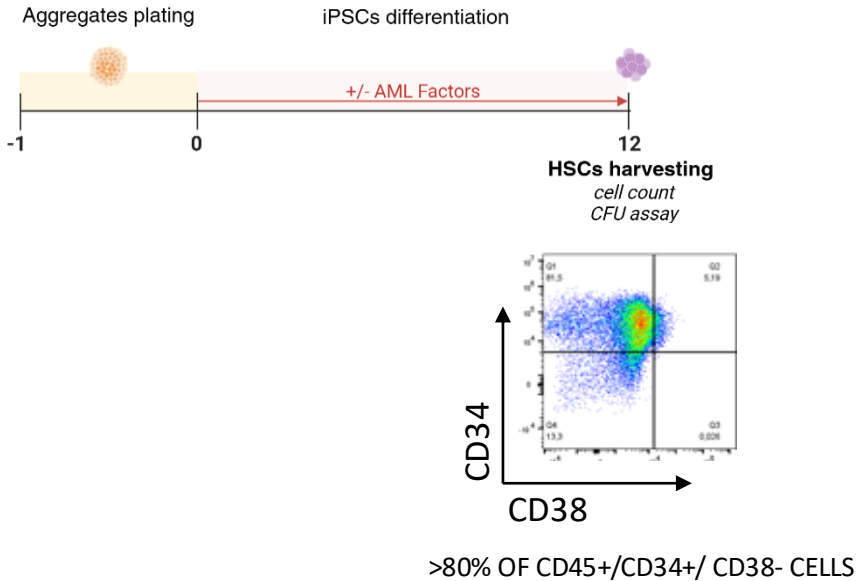 Aggregates plating
iPSCs differentiation
+/- AML Factors
-1
0
12
HSCs harvesting
cell count
CFU assay
Q1
81,5
Q2
5,19
Q4
13,3
Q3
0,026
CD34
CD38
>80% OF CD45+/CD34+/ CD38- CELLS